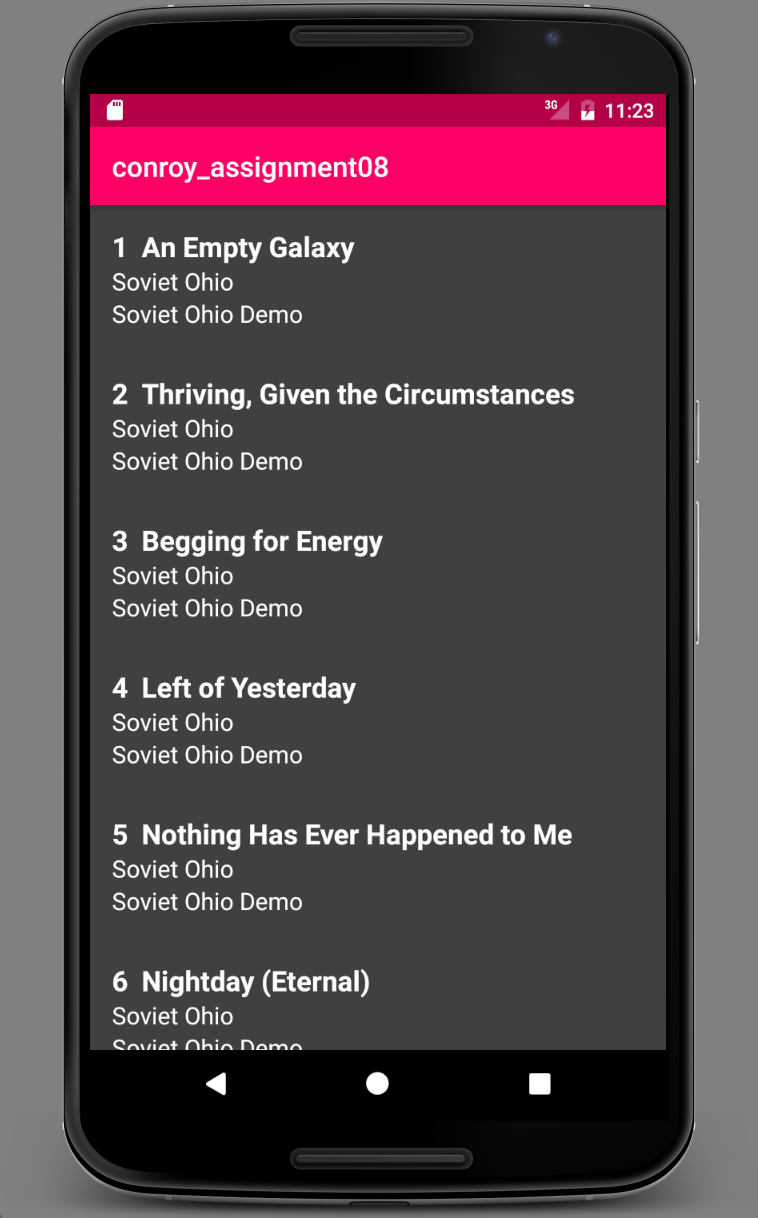 3G 11:23
conroy_assignment08
1 An Empty Galaxy
Soviet Ohio
Soviet Ohio Demo
2 Thriving, Given the Circumstances
Soviet Ohio
Soviet Ohio Demo
3 Begging for Energy
Soviet Ohio
Soviet Ohio Demo
4 Left of Yesterday
Soviet Ohio
Soviet Ohio Demo
5 Nothing Has Ever Happened to Me
Soviet Ohio
Soviet Ohio Demo
6 Nightday (Eternal)
Soviet Ohio
Soviet Ohio Demo